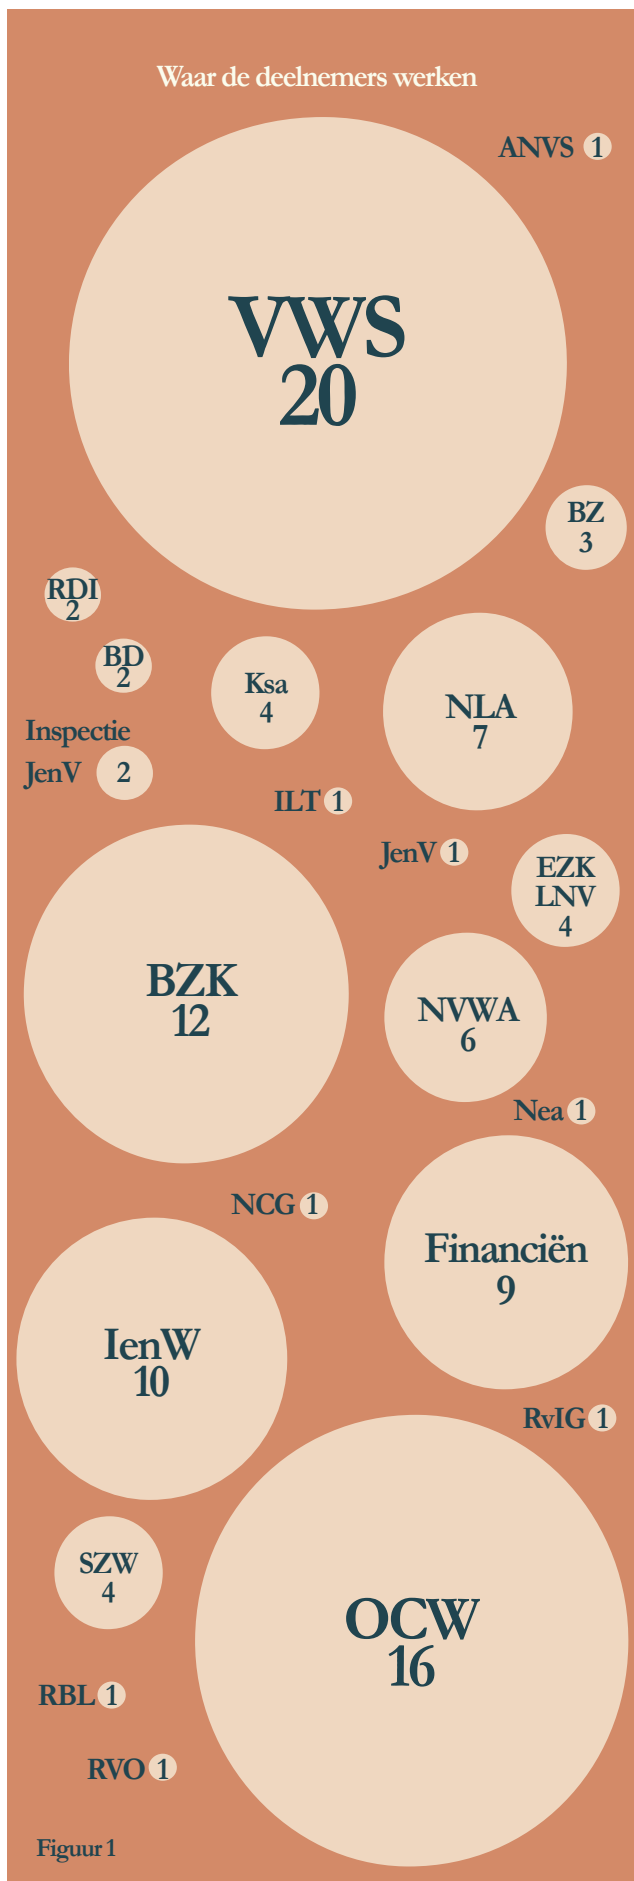 Waar de deelnemers werken
ANVS 1
VWS
20
BZ
3
RDI
2
BD
2
Ksa
4
NLA
7
Inspectie
JenV 2
ILT 1
JenV 1
EZK
LNV
4
BZK
12
NVWA
6
Nea 1
NCG 1
Financiën
9
IenW
10
RvIG 1
SZW
4
OCW
16
RBL 1
RVO 1
Figuur 1